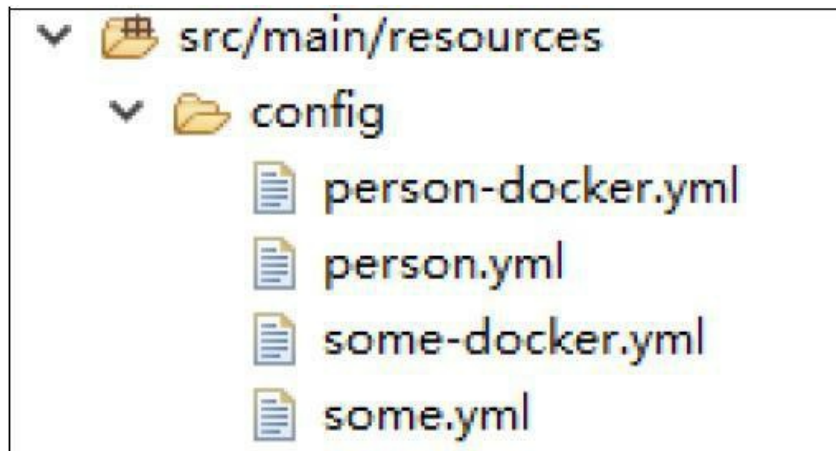 src/main/resources
config
person-docker.yml
person.yml
some-docker.yml
some.yml